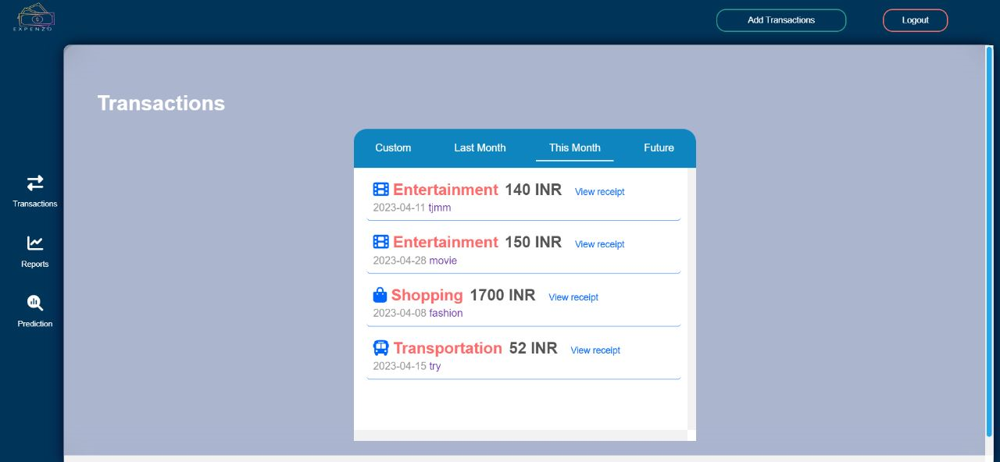 EXPENZO
Add Transactions
Logout
Transactions
Custom
Last Month
This Month
Future
Entertainment 140 INR View receipt
2023-04-11 tjmm
Entertainment 150 INR View receipt
2023-04-28 movie
Shopping 1700 INR View receipt
2023-04-08 fashion
Transportation 52 INR View receipt
2023-04-15 try
Transactions
Reports
Prediction